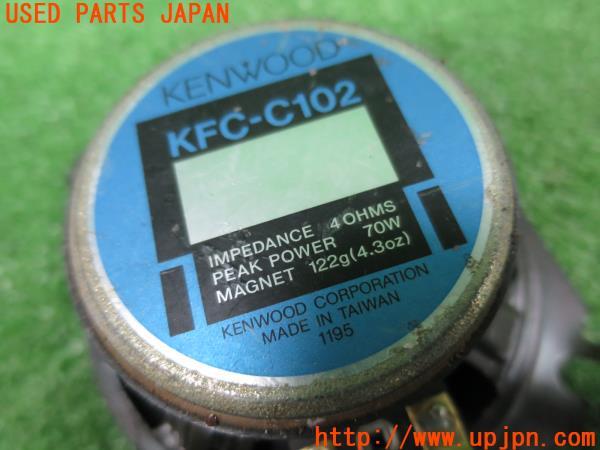 USED PARTS JAPAN
KENWOOD
KFC-C102
IMPEDANCE 4 OHMS
PEAK POWER 70W
MAGNET 122g(4.3oz)
KENWOOD CORPORATION
MADE IN TAIWAN
1195
http://www.upjpn.com